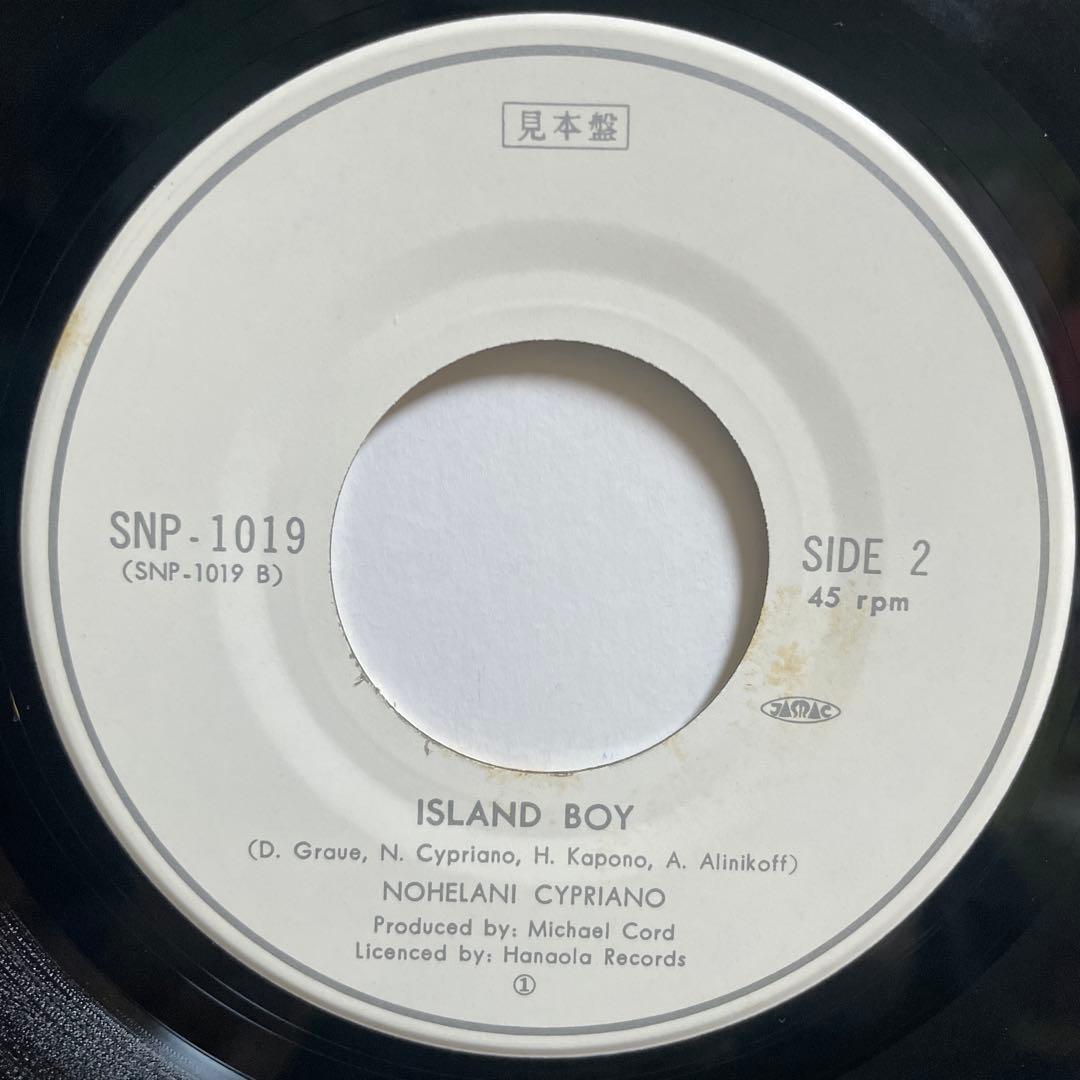 見本盤
SNP-1019
(SNP-1019 B)
SIDE 2
45 rpm
JASRAC
ISLAND BOY
(D. Graue, N. Cypriano, H. Kapono, A. Alinikoff)
NOHELANI CYPRIANO
Produced by: Michael Cord
Licenced by: Hanaola Records
①